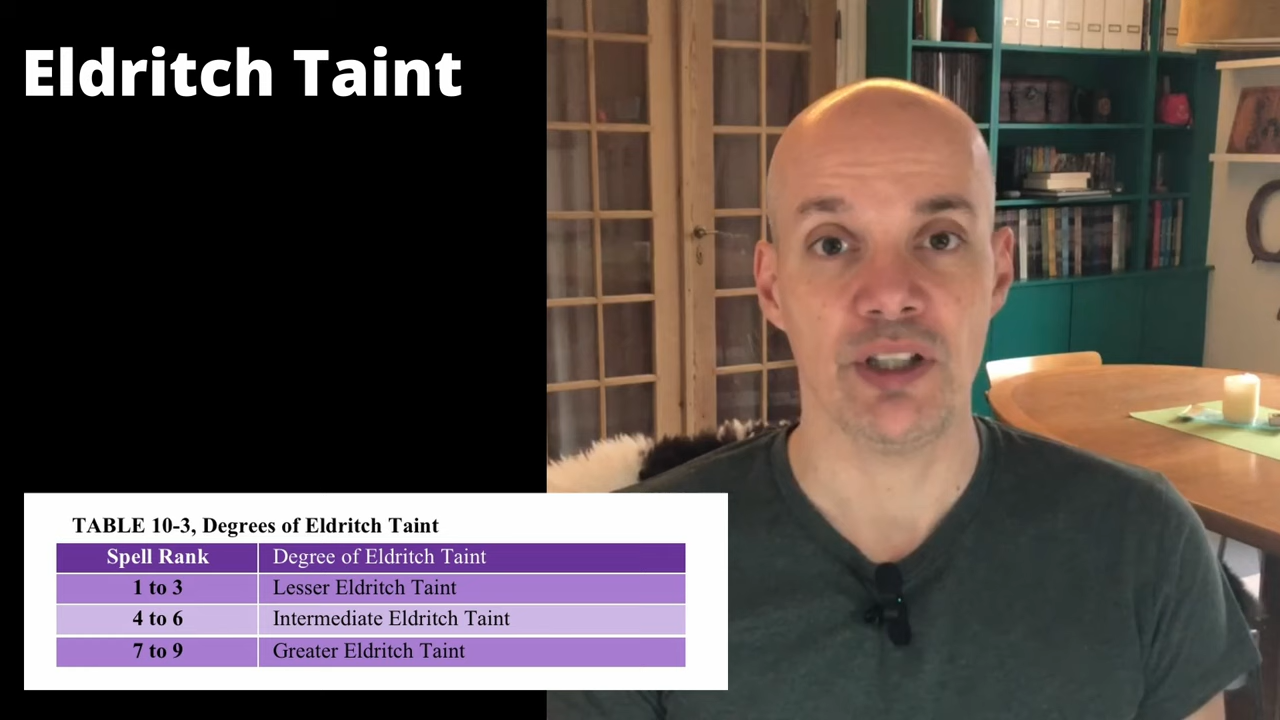 Eldritch Taint
TABLE 10-3, Degrees of Eldritch Taint
Spell Rank Degree of Eldritch Taint
1 to 3 Lesser Eldritch Taint
4 to 6 Intermediate Eldritch Taint
7 to 9 Greater Eldritch Taint